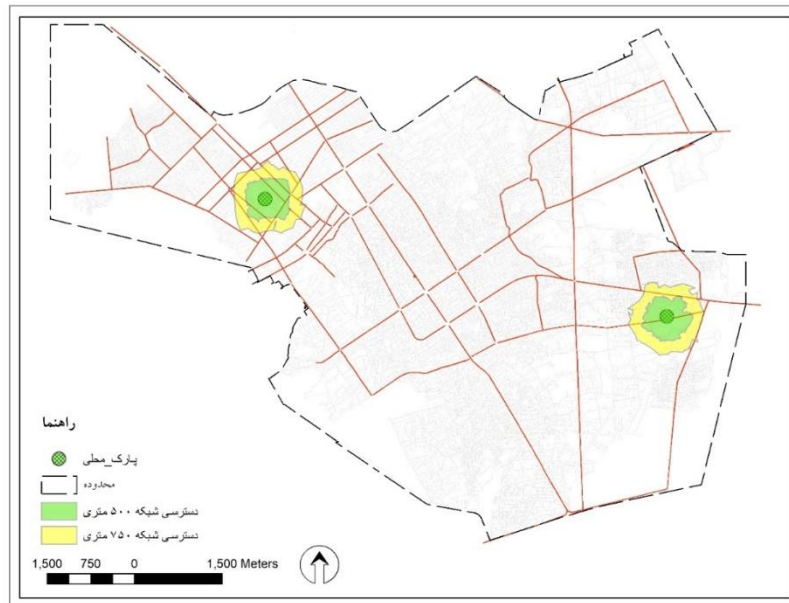 راهنما
پارک_محلی
محدوده
دسترسی شبکه ۵۰۰ متری
دسترسی شبکه ۷۵۰ متری
1,500 750 0 1,500 Meters